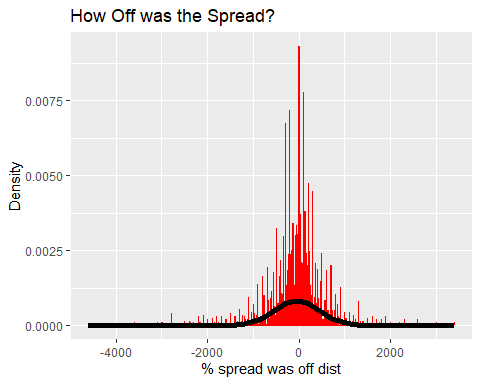 How Off was the Spread?
Density
0.0075
0.0050
0.0025
0.0000
-4000
-2000
0
2000
% spread was off dist